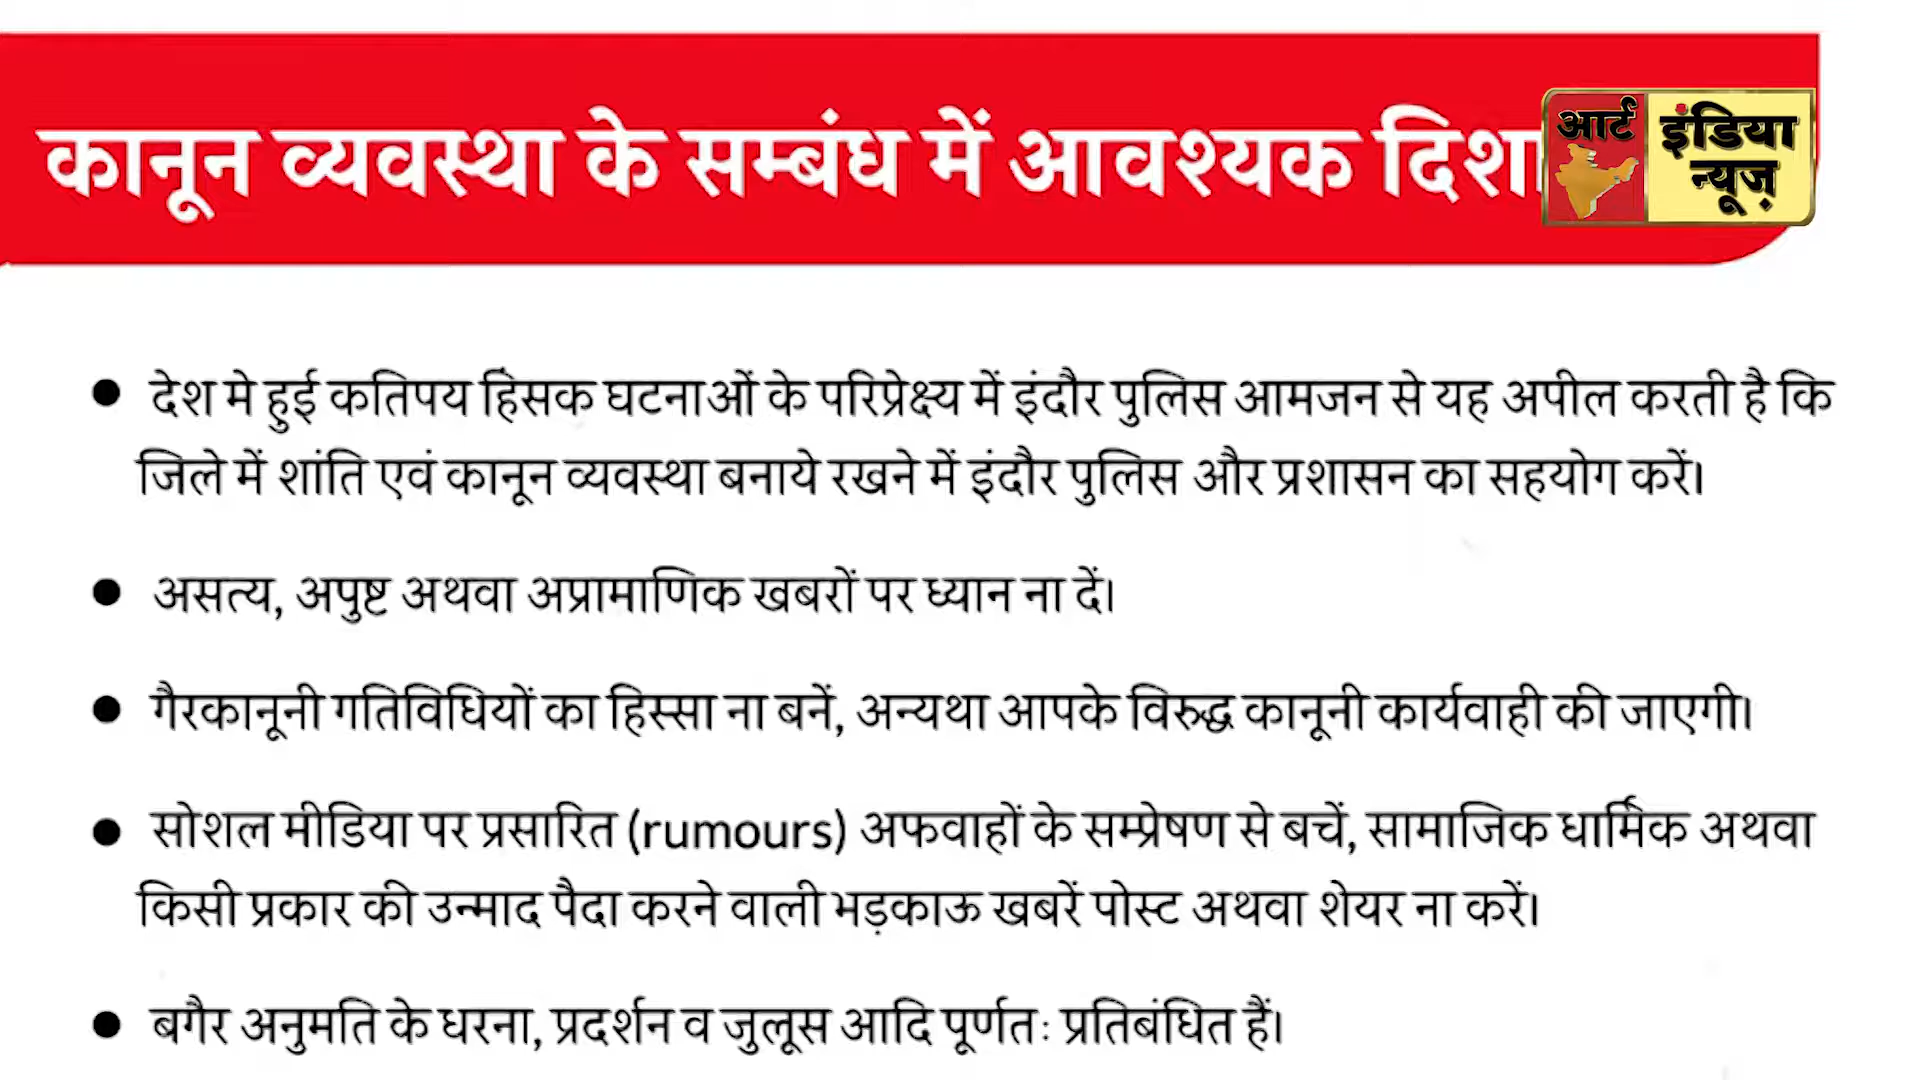 कानून व्यवस्था के सम्बंध में आवश्यक दिशा
आर्ट इंडिया
न्यूज़
देश मे हुई कतिपय हिंसक घटनाओं के परिप्रेक्ष्य में इंदौर पुलिस आमजन से यह अपील करती है कि
जिले में शांति एवं कानून व्यवस्था बनाये रखने में इंदौर पुलिस और प्रशासन का सहयोग करें।
असत्य, अपुष्ट अथवा अप्रामाणिक खबरों पर ध्यान ना दें।
गैरकानूनी गतिविधियों का हिस्सा ना बनें, अन्यथा आपके विरुद्ध कानूनी कार्यवाही की जाएगी।
सोशल मीडिया पर प्रसारित (rumours) अफवाहों के सम्प्रेषण से बचें, सामाजिक धार्मिक अथवा
किसी प्रकार की उन्माद पैदा करने वाली भड़काऊ खबरें पोस्ट अथवा शेयर ना करें।
बगैर अनुमति के धरना, प्रदर्शन व जुलूस आदि पूर्णतः प्रतिबंधित हैं।